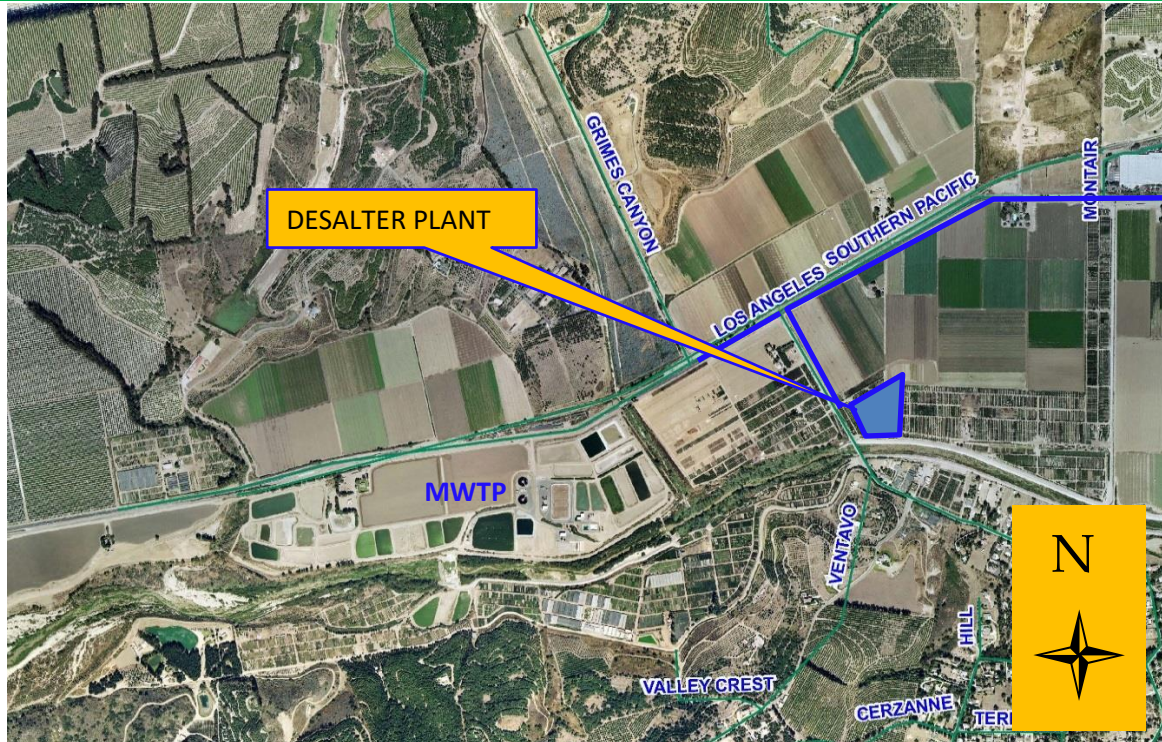 GRIMES CANYON
MONTAIR
DESALTER PLANT
LOS ANGELES SOUTHERN PACIFIC
MWTP
VENTAVO
N
HILL
VALLEY CREST
CERZANNE